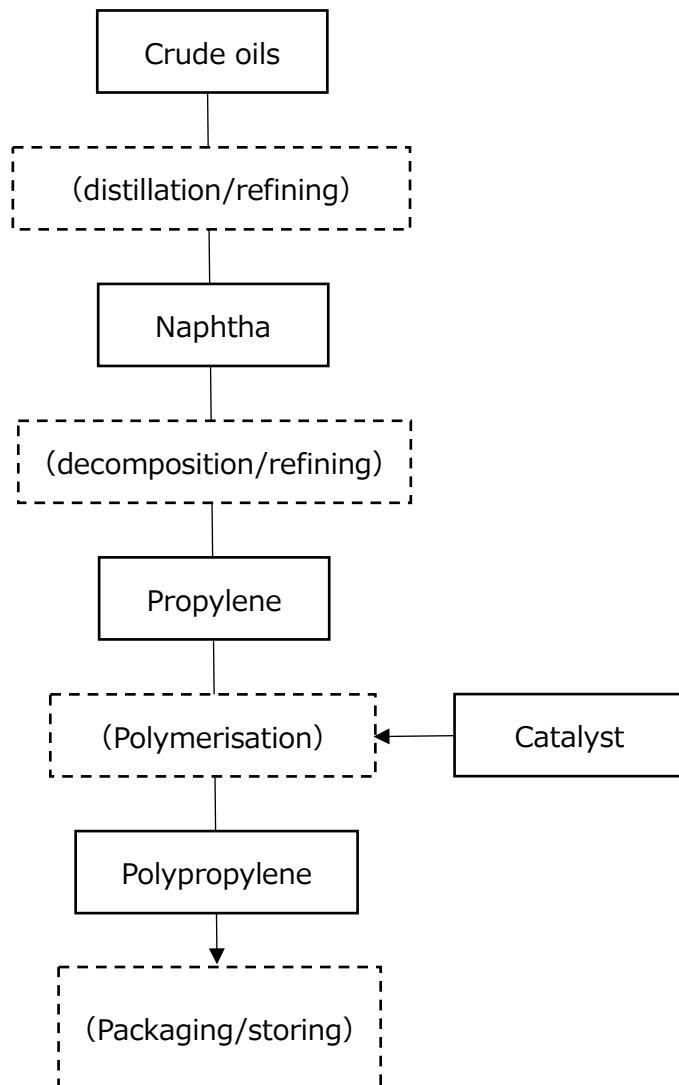 Crude oils
（distillation/refining）
Naphtha
（decomposition/refining）
Propylene
（Polymerisation）
Catalyst
Polypropylene
（Packaging/storing）